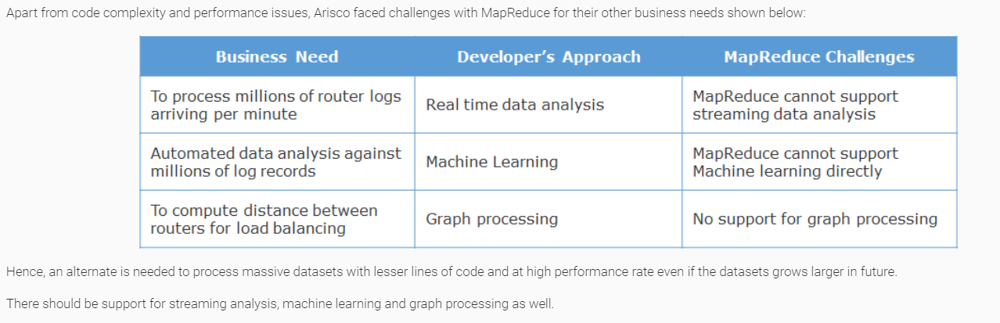 Apart from code complexity and performance issues, Arisco faced challenges with MapReduce for their other business needs shown below:
Business Need
Developer's Approach
MapReduce Challenges
To process millions of router logs
arriving per minute
Real time data analysis
MapReduce cannot support
streaming data analysis
Automated data analysis against
millions of log records
Machine Learning
MapReduce cannot support
Machine learning directly
To compute distance between
routers for load balancing
Graph processing
No support for graph processing
Hence, an alternate is needed to process massive datasets with lesser lines of code and at high performance rate even if the datasets grows larger in future.
There should be support for streaming analysis, machine learning and graph processing as well.